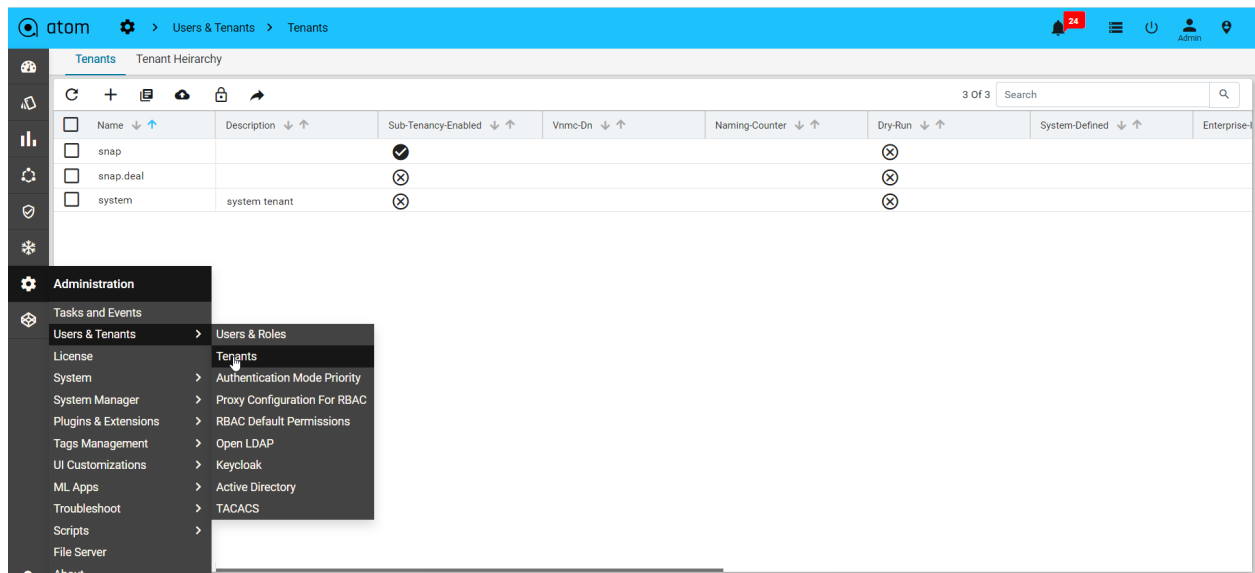 atom > Users & Tenants > Tenants 24 Admin
Tenants Tenant Heirarchy
3 Of 3 Search
Name Description Sub-Tenancy-Enabled Vnmc-Dn Naming-Counter Dry-Run System-Defined Enterprise-
snap
snap.deal
system system tenant
Administration
Tasks and Events
Users & Tenants > Users & Roles
License Tenants
System > Authentication Mode Priority
System Manager > Proxy Configuration For RBAC
Plugins & Extensions > RBAC Default Permissions
Tags Management > Open LDAP
UI Customizations > Keycloak
ML Apps > Active Directory
Troubleshoot > TACACS
Scripts >
File Server
About